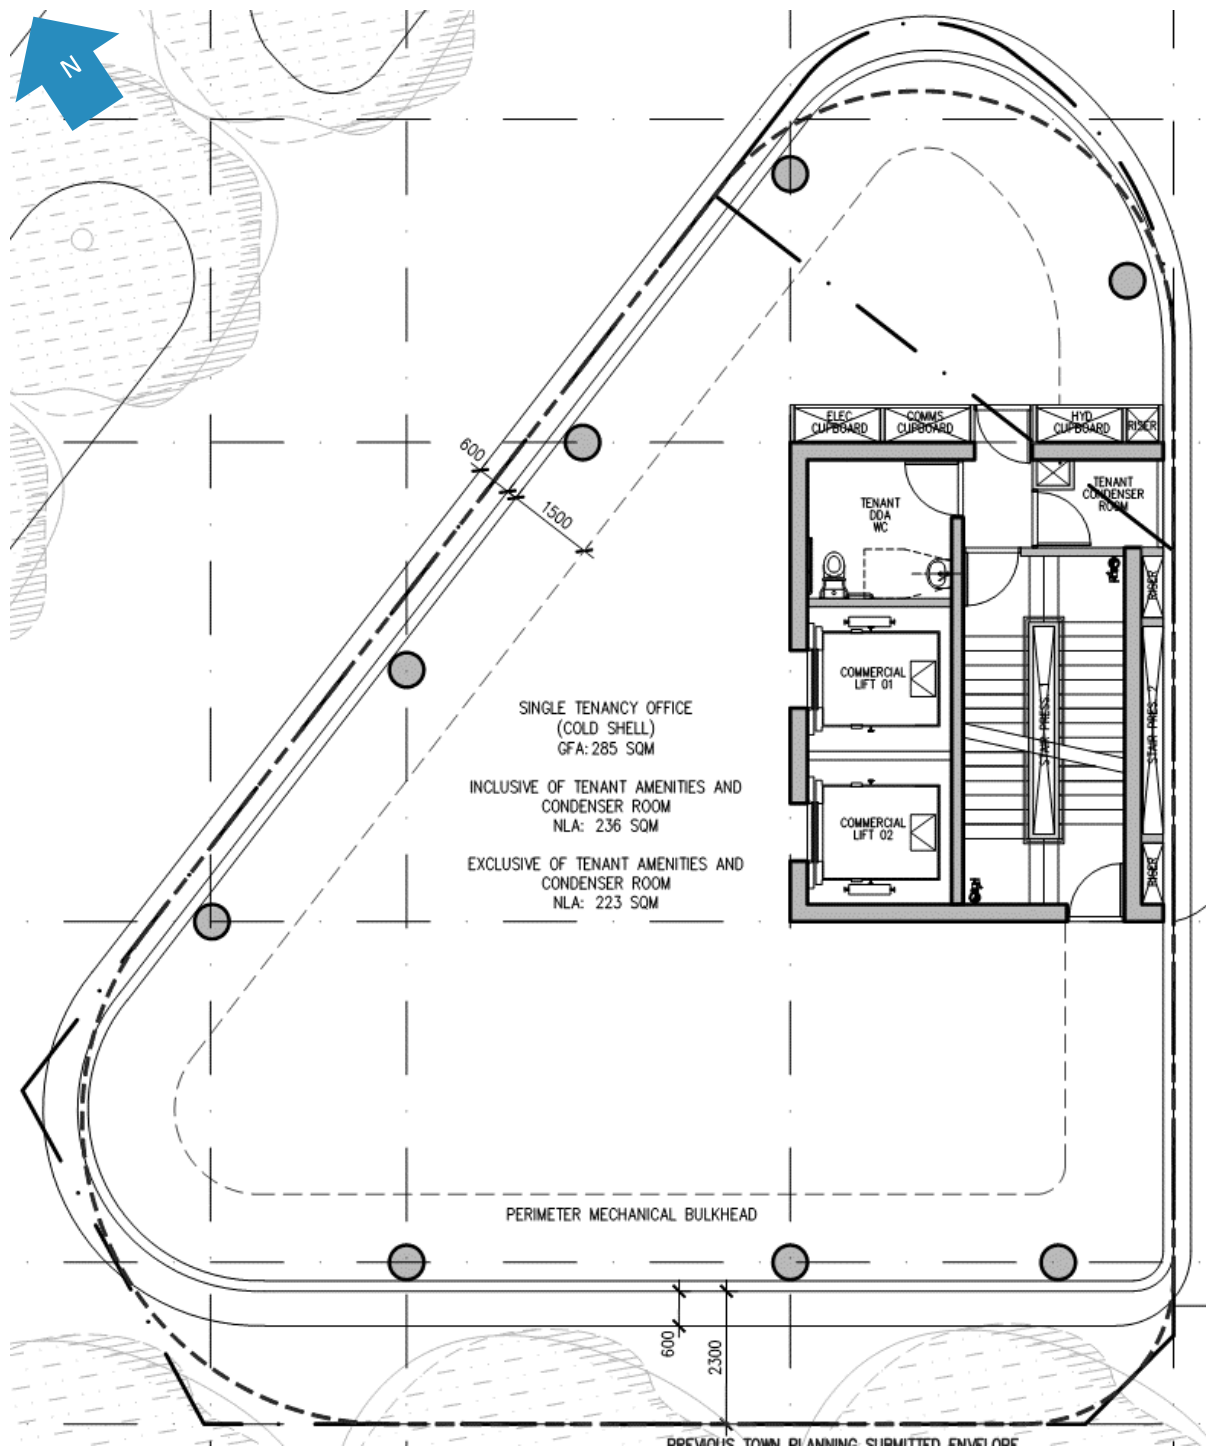 N
ELEC
CUPBOARD
COMMS
CUPBOARD
HYD
CUPBOARD
RISER
600
1500
TENANT
DDA
WC
TENANT
CONDENSER
ROOM
RISER
COMMERCIAL
LIFT 01
STAIR PRESS. 1
STAIR PRES. 2
SINGLE TENANCY OFFICE
(COLD SHELL)
GFA: 285 SQM
INCLUSIVE OF TENANT AMENITIES AND
CONDENSER ROOM
NLA: 236 SQM
COMMERCIAL
LIFT 02
EXCLUSIVE OF TENANT AMENITIES AND
CONDENSER ROOM
NLA: 223 SQM
RISER
PERIMETER MECHANICAL BULKHEAD
600
2300
PREVIOUS TOWN PLANNING SUBMITTED ENVELOPE